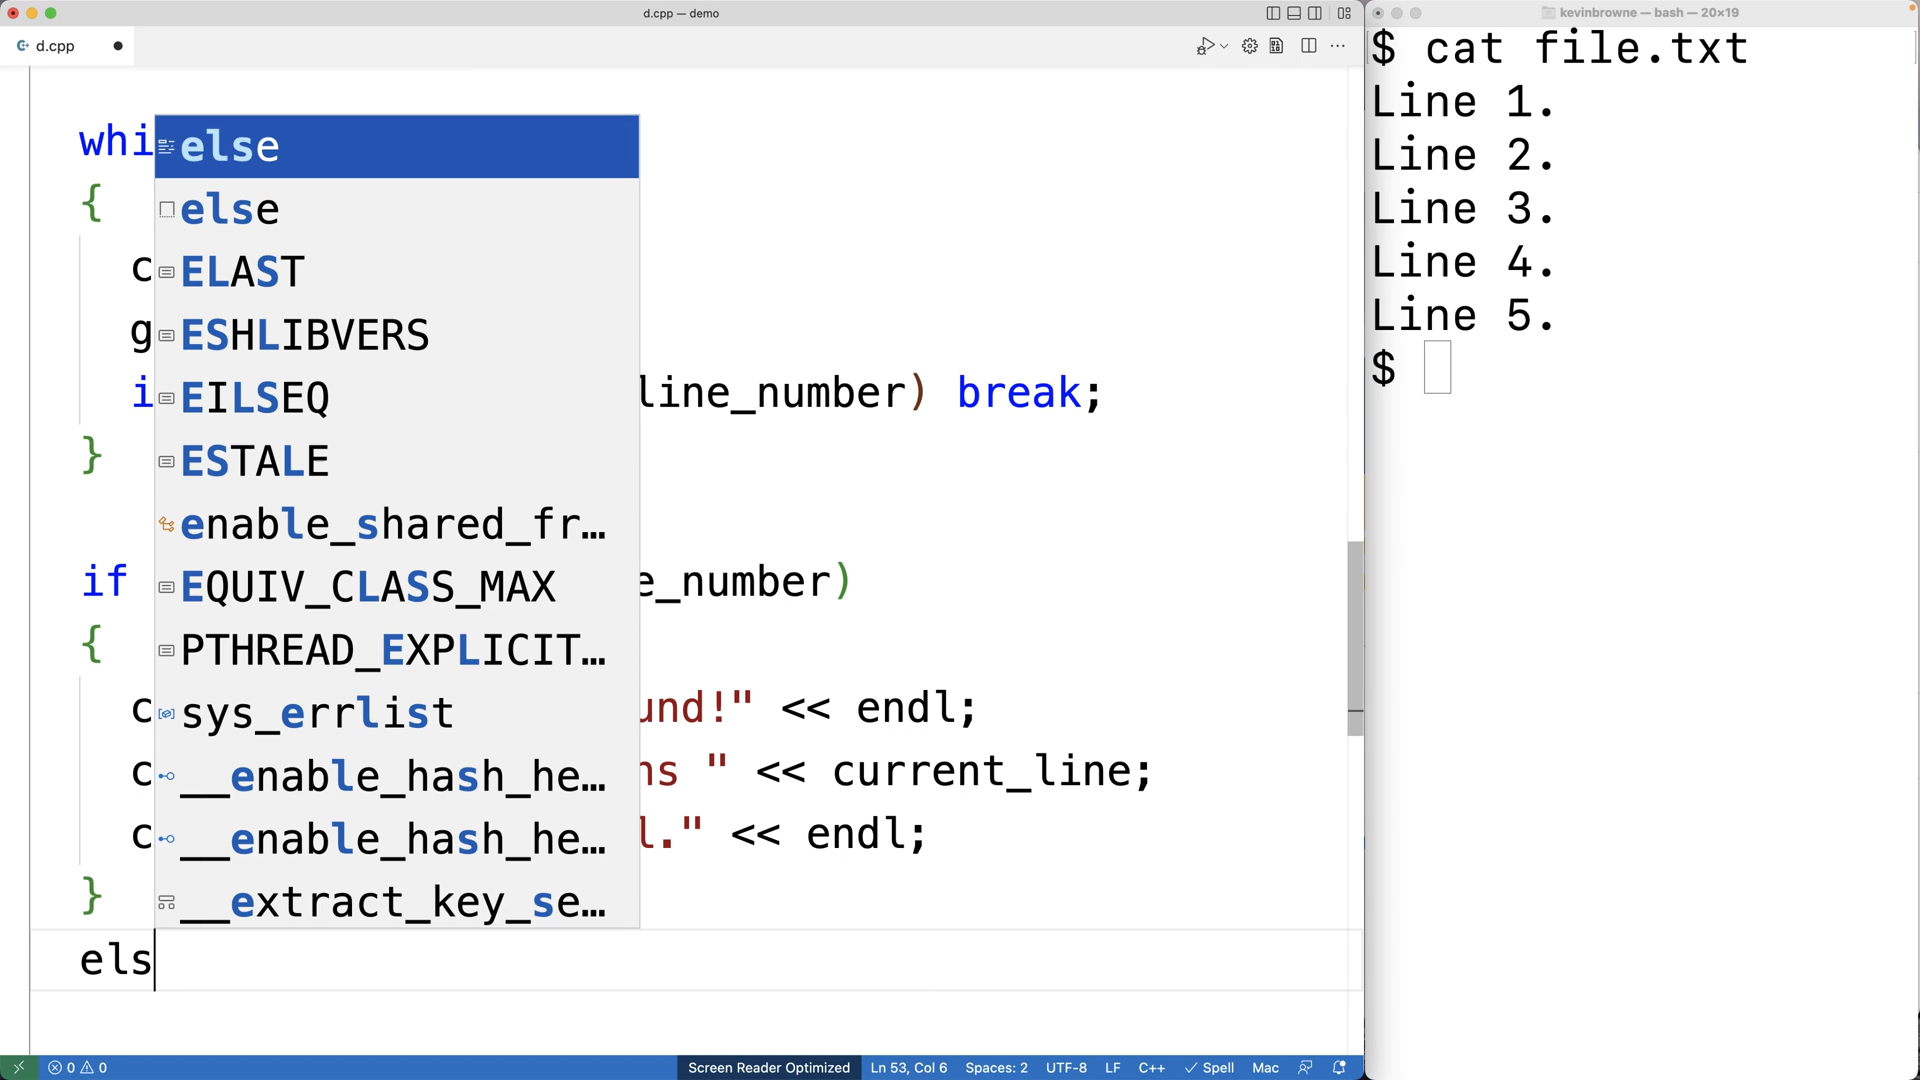 d.cpp — demo
d.cpp
whi
{
c
g
i line_number) break;
}
if e_number)
{
c und!" << endl;
c ns " << current_line;
c l." << endl;
}
els
else
else
ELAST
ESHLIBVERS
EILSEQ
ESTALE
enable_shared_fr…
EQUIV_CLASS_MAX
PTHREAD_EXPLICIT…
sys_errlist
__enable_hash_he…
__enable_hash_he…
__extract_key_se…
0 0
Screen Reader Optimized
Ln 53, Col 6
Spaces: 2
UTF-8
LF
C++
Spell
Mac
kevinbrowne — bash — 20×19
$ cat file.txt
Line 1.
Line 2.
Line 3.
Line 4.
Line 5.
$